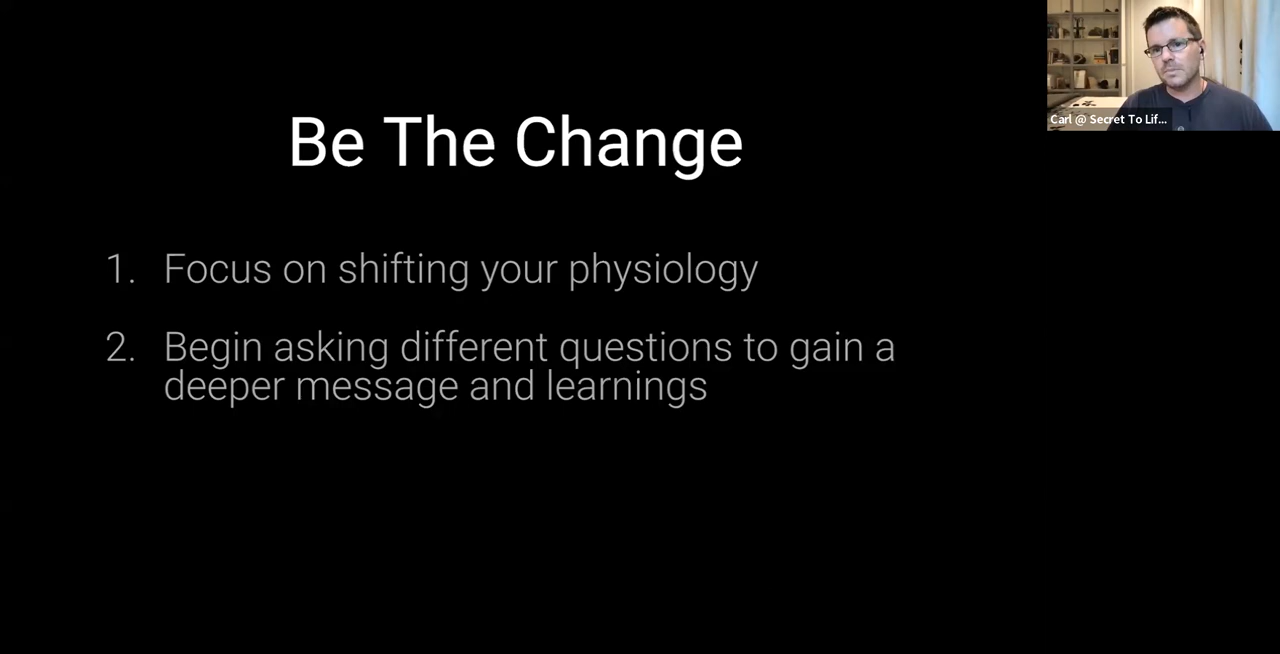 Be The Change
Carl @ Secret To Lif...
1. Focus on shifting your physiology
2. Begin asking different questions to gain a
deeper message and learnings